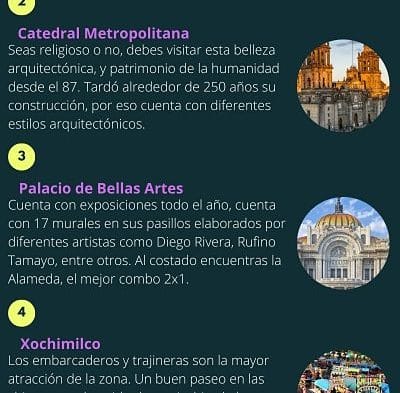 2
Catedral Metropolitana
Seas religioso o no, debes visitar esta belleza
arquitectónica, y patrimonio de la humanidad
desde el 87. Tardó alrededor de 250 años su
construcción, por eso cuenta con diferentes
estilos arquitectónicos.
3
Palacio de Bellas Artes
Cuenta con exposiciones todo el año, cuenta
con 17 murales en sus pasillos elaborados por
diferentes artistas como Diego Rivera, Rufino
Tamayo, entre otros. Al costado encuentras la
Alameda, el mejor combo 2x1.
4
Xochimilco
Los embarcaderos y trajineras son la mayor
atracción de la zona. Un buen paseo en las